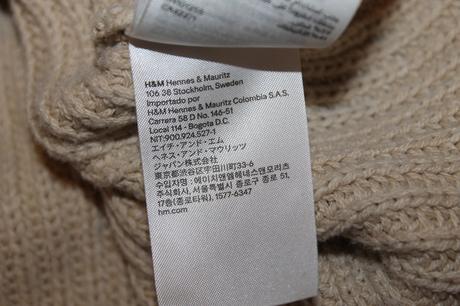 H&M Hennes & Mauritz
106 38 Stockholm, Sweden
Importado por
H&M Hennes & Mauritz Colombia S.A.S.
Carrera 58 D No. 146-51
Local 114 - Bogota D.C.
NIT:900.924.527-1
エイチ・アンド・エム
ヘネス・アンド・マウリッツ
ジャパン株式会社
東京都渋谷区宇田川町33-6
수입자명 : 에이치앤엠헤네스앤모리츠
주식회사, 서울특별시 종로구 종로 51,
17층(종로타워), 1577-6347
hm.com